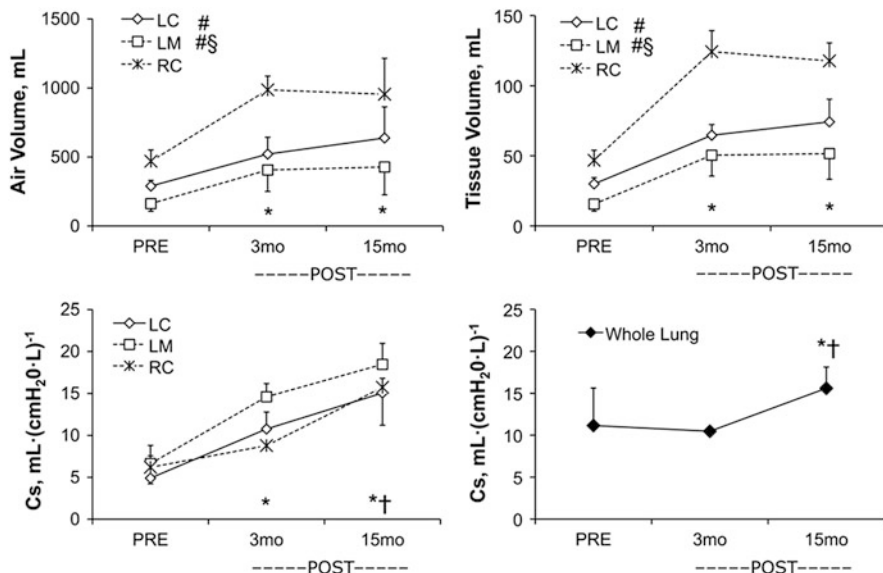 Air Volume, mL
1500
1000
500
0
LC #
LM #§
RC
* *
PRE 3mo 15mo
-----POST-----
Tissue Volume, mL
150
100
50
0
LC #
LM #§
RC
* *
PRE 3mo 15mo
-----POST-----
Cs, mL·(cmH₂0·L)⁻¹
25
20
15
10
5
0
LC
LM
RC
* *†
PRE 3mo 15mo
-----POST-----
Cs, mL·(cmH₂0·L)⁻¹
25
20
15
10
5
0
Whole Lung
*†
PRE 3mo 15mo
-----POST-----